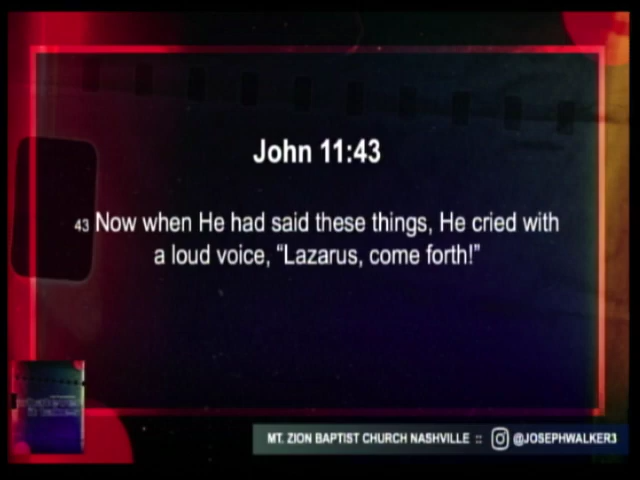 John 11:43
43 Now when He had said these things, He cried with
a loud voice, “Lazarus, come forth!”
MT. ZION BAPTIST CHURCH NASHVILLE :: @JOSEPHWALKER3